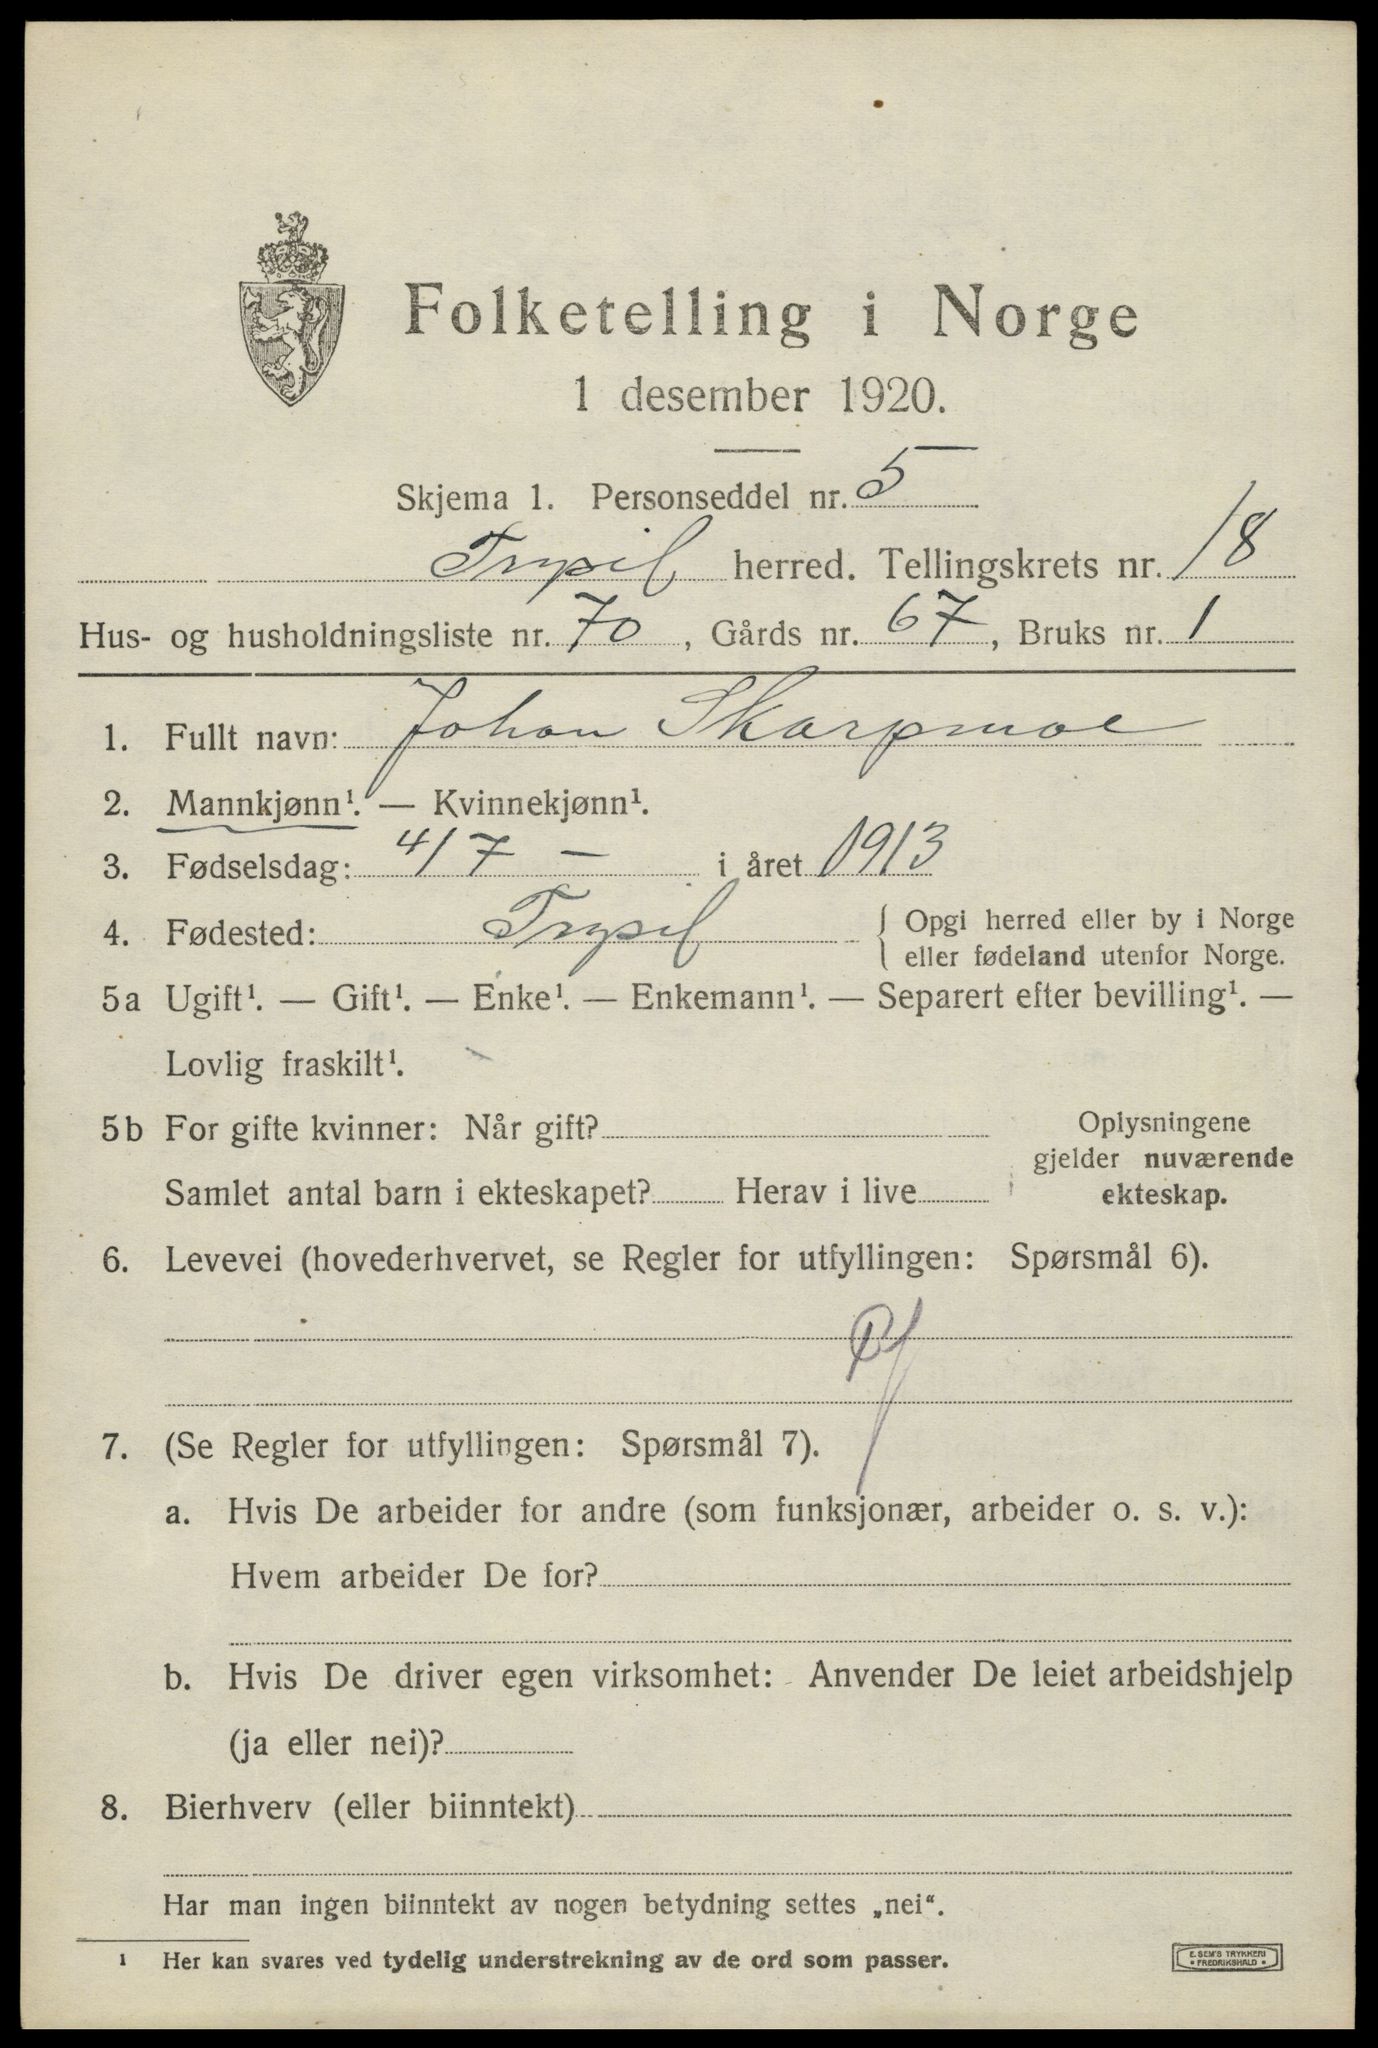 Folketelling i Norge
1 desember 1920.
Skjema 1. Personseddel nr. 5
Trysil herred. Tellingskrets nr. 18
Hus- og husholdningsliste nr. 70, Gårds nr. 67, Bruks nr. 1
1. Fullt navn: Johan Skarpmoe
2. Mannkjønn¹. — Kvinnekjønn¹.
3. Fødselsdag: 4/7 – i året 1913
4. Fødested: Trysil { Opgi herred eller by i Norge
eller fødeland utenfor Norge.
5a Ugift¹. — Gift¹. — Enke¹. — Enkemann¹. — Separert efter bevilling¹. —
Lovlig fraskilt¹.
5b For gifte kvinner: Når gift?
Samlet antal barn i ekteskapet? Herav i live
Oplysningene
gjelder nuværende
ekteskap.
6. Levevei (hovederhvervet, se Regler for utfyllingen: Spørsmål 6).
7. (Se Regler for utfyllingen: Spørsmål 7).
a. Hvis De arbeider for andre (som funksjonær, arbeider o. s. v.):
Hvem arbeider De for?
b. Hvis De driver egen virksomhet: Anvender De leiet arbeidshjelp
(ja eller nei)?
8. Bierhverv (eller biinntekt)
Har man ingen biinntekt av nogen betydning settes „nei“.
¹ Her kan svares ved tydelig understrekning av de ord som passer.
E. SEM'S TRYKKERI
• FREDRIKSHALD •